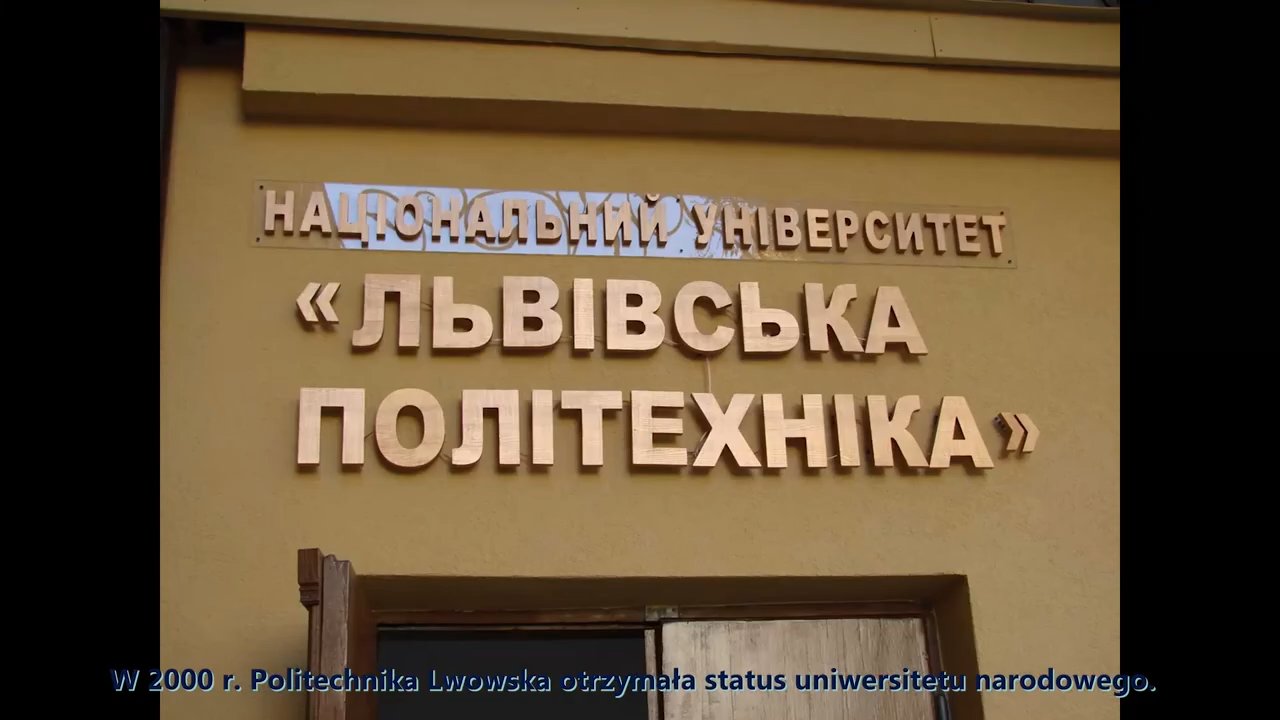 НАЦІОНАЛЬНИЙ УНІВЕРСИТЕТ
«ЛЬВІВСЬКА
ПОЛІТЕХНІКА»
W 2000 r. Politechnika Lwowska otrzymała status uniwersitetu narodowego.